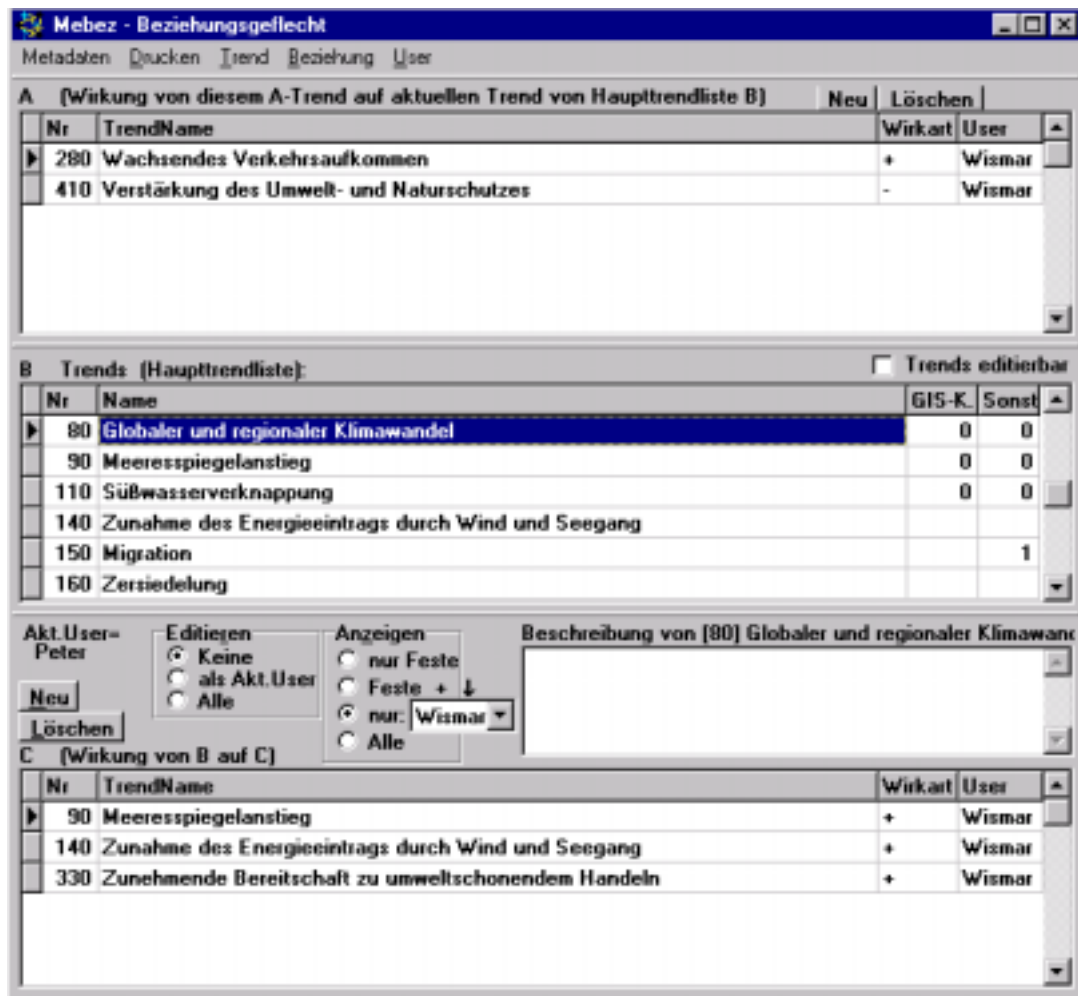 Mebez - Beziehungsgeflecht
Metadaten Drucken Trend Beziehung User
A (Wirkung von diesem A-Trend auf aktuellen Trend von Haupttrendliste B) Neu Löschen
Nr TrendName Wirkart User
280 Wachsendes Verkehrsaufkommen + Wismar
410 Verstärkung des Umwelt- und Naturschutzes - Wismar
B Trends (Haupttrendliste): Trends editierbar
Nr Name GIS-K. Sonst
80 Globaler und regionaler Klimawandel 0 0
90 Meeresspiegelanstieg 0 0
110 Süßwasserverknappung 0 0
140 Zunahme des Energieeintrags durch Wind und Seegang
150 Migration 1
160 Zersiedelung
Akt.User= Editieren Anzeigen Beschreibung von [80] Globaler und regionaler Klimawand
Peter Keine nur Feste
als Akt.User Feste + ↓
Neu Alle nur: Wismar
Löschen Alle
C (Wirkung von B auf C)
Nr TrendName Wirkart User
90 Meeresspiegelanstieg + Wismar
140 Zunahme des Energieeintrags durch Wind und Seegang + Wismar
330 Zunehmende Bereitschaft zu umweltschonendem Handeln + Wismar